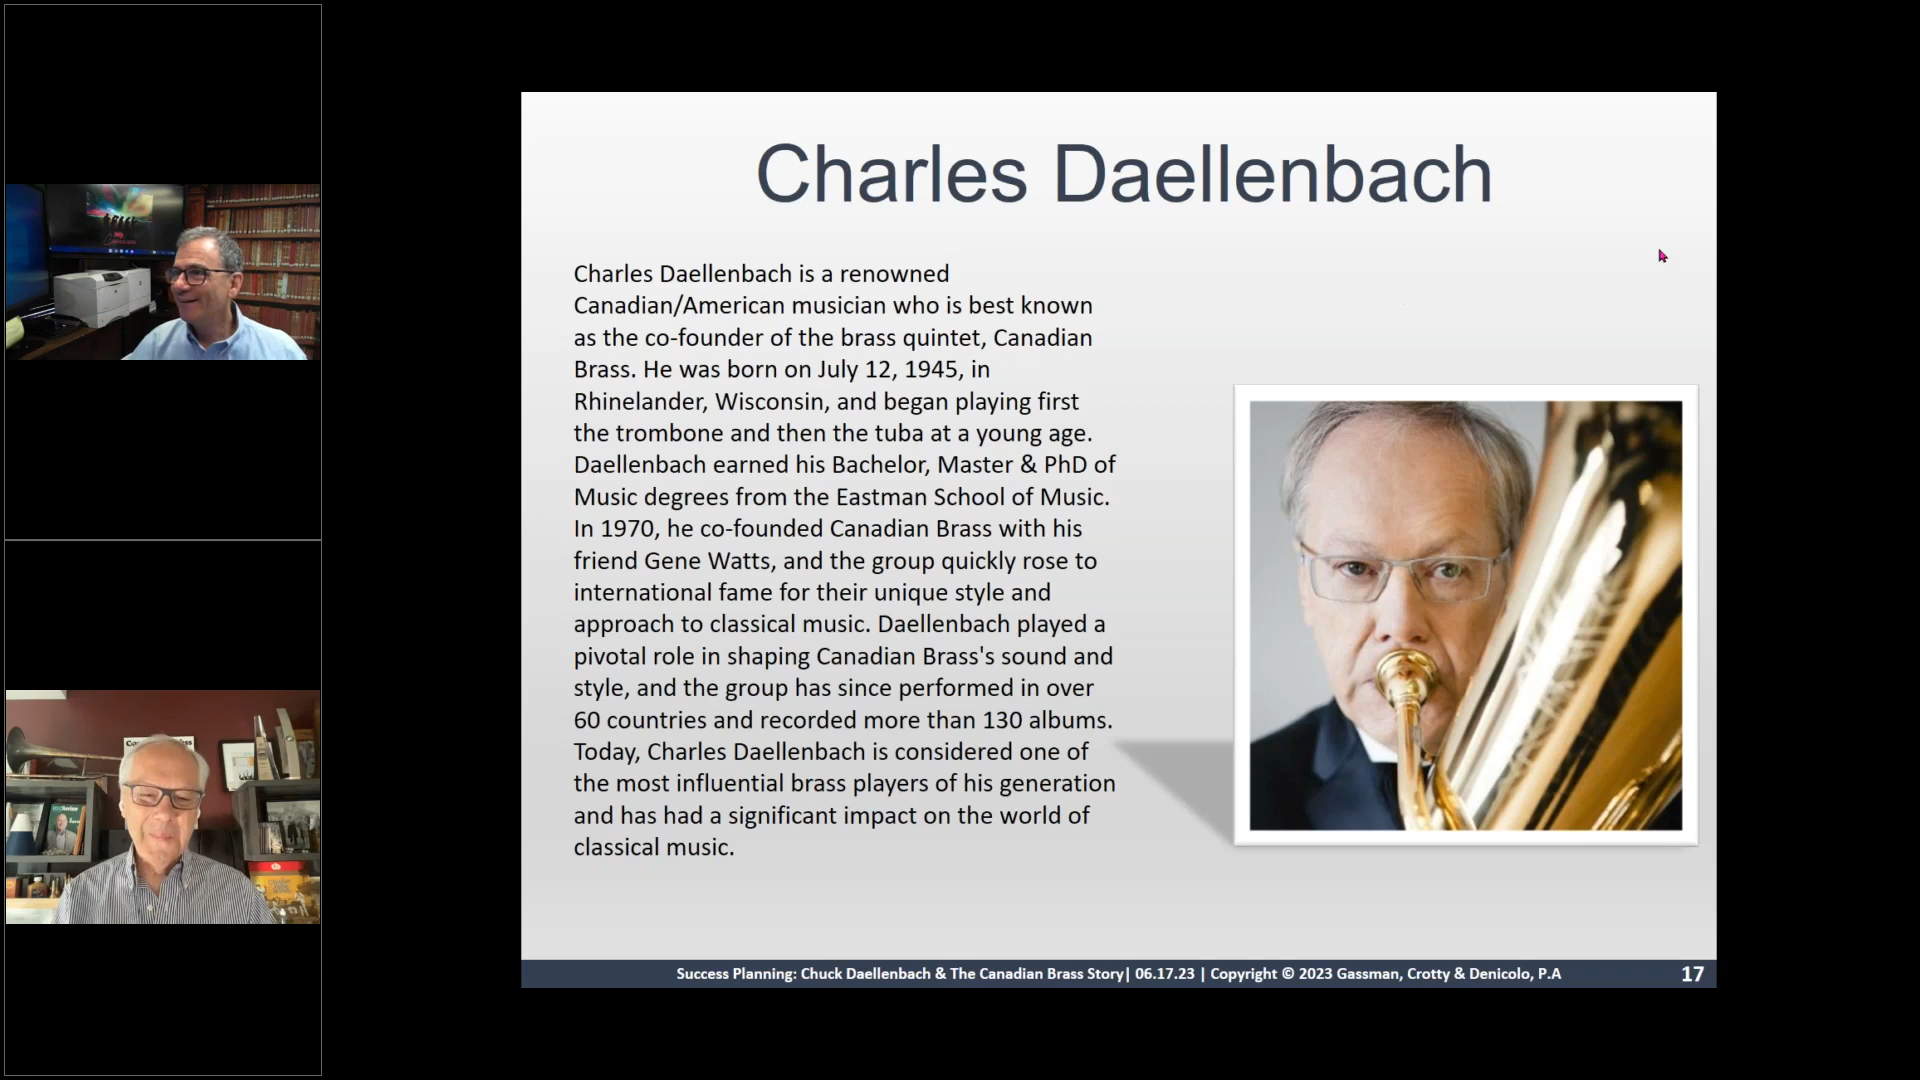 Charles Daellenbach
Charles Daellenbach is a renowned
Canadian/American musician who is best known
as the co-founder of the brass quintet, Canadian
Brass. He was born on July 12, 1945, in
Rhinelander, Wisconsin, and began playing first
the trombone and then the tuba at a young age.
Daellenbach earned his Bachelor, Master & PhD of
Music degrees from the Eastman School of Music.
In 1970, he co-founded Canadian Brass with his
friend Gene Watts, and the group quickly rose to
international fame for their unique style and
approach to classical music. Daellenbach played a
pivotal role in shaping Canadian Brass's sound and
style, and the group has since performed in over
60 countries and recorded more than 130 albums.
Today, Charles Daellenbach is considered one of
the most influential brass players of his generation
and has had a significant impact on the world of
classical music.
Success Planning: Chuck Daellenbach & The Canadian Brass Story| 06.17.23 | Copyright © 2023 Gassman, Crotty & Denicolo, P.A
17